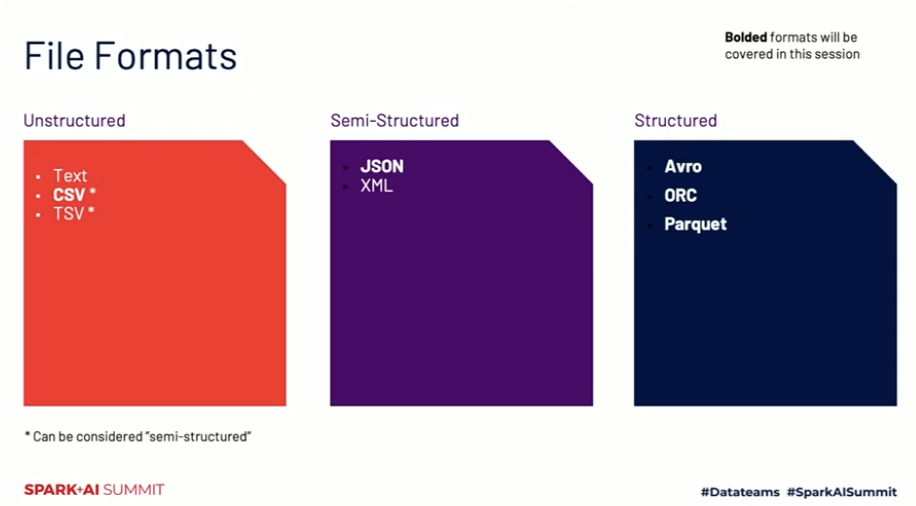 File Formats
Bolded formats will be
covered in this session
Unstructured
• Text
• CSV *
• TSV *
Semi-Structured
• JSON
• XML
Structured
• Avro
• ORC
• Parquet
* Can be considered "semi-structured"
SPARK+AI SUMMIT
#Datateams #SparkAISummit